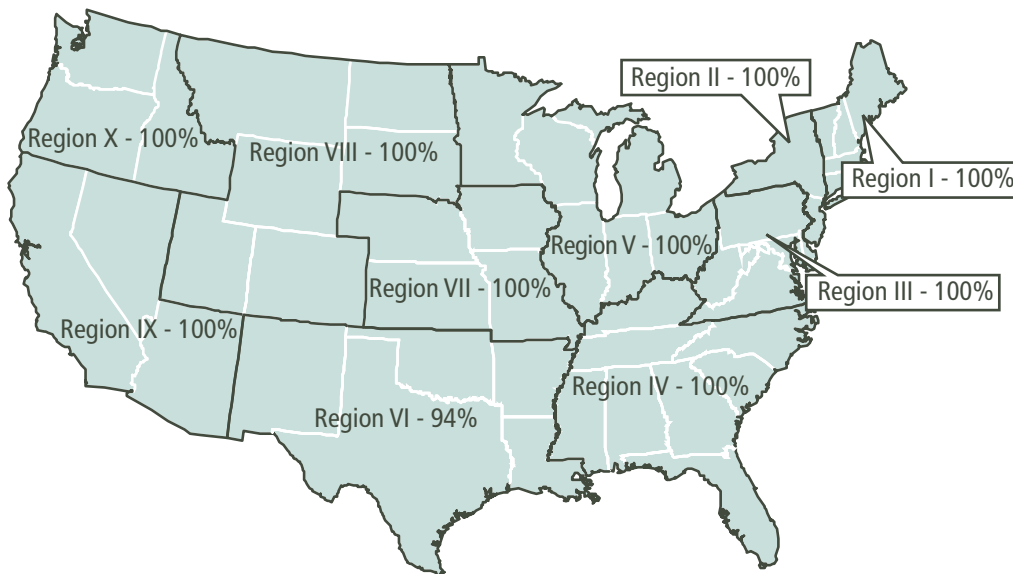 Region II - 100%
Region X - 100%
Region VIII - 100%
Region I - 100%
Region V - 100%
Region VII - 100%
Region III - 100%
Region IX - 100%
Region IV - 100%
Region VI - 94%